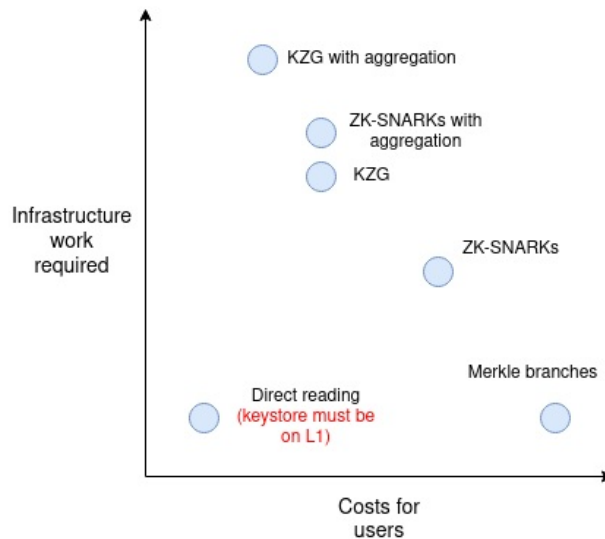 KZG with aggregation
ZK-SNARKs with
aggregation
KZG
Infrastructure
work
required
ZK-SNARKs
Merkle branches
Direct reading
(keystore must be
on L1)
Costs for
users